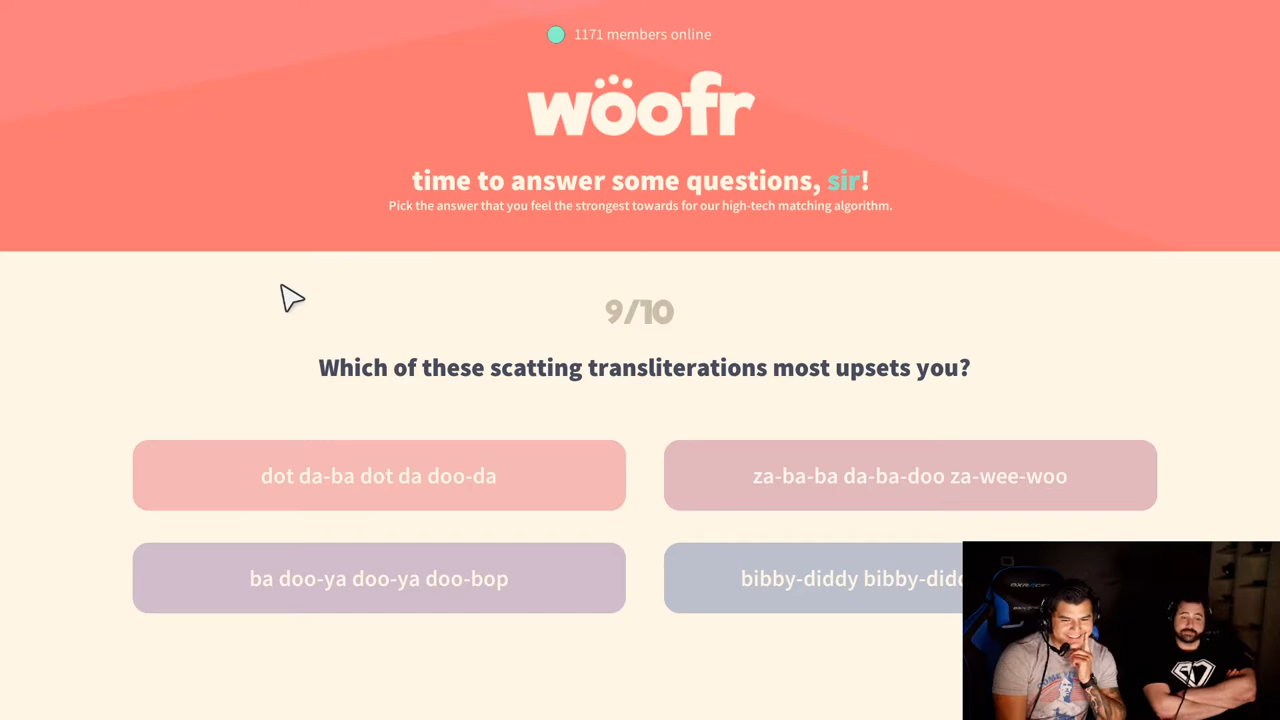 1171 members online
wöofr
time to answer some questions, sir!
Pick the answer that you feel the strongest towards for our high-tech matching algorithm.
9/10
Which of these scatting transliterations most upsets you?
dot da-ba dot da doo-da
za-ba-ba da-ba-doo za-wee-woo
ba doo-ya doo-ya doo-bop
bibby-diddy